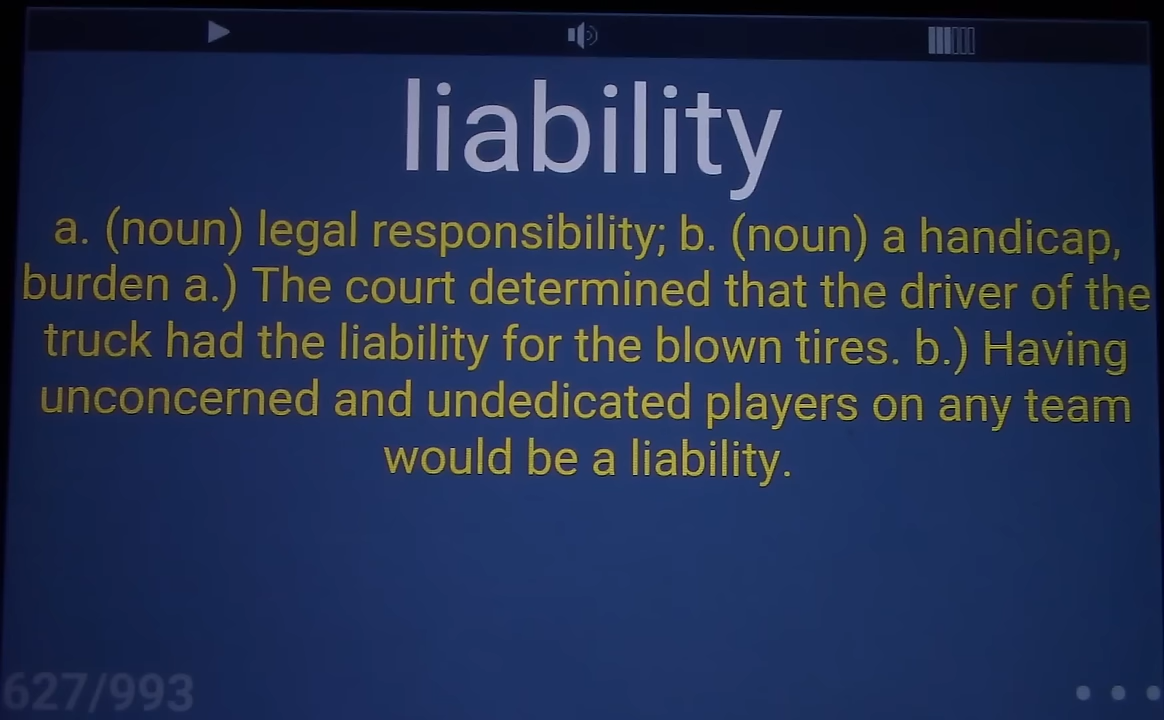 liability
a. (noun) legal responsibility; b. (noun) a handicap,
burden a.) The court determined that the driver of the
truck had the liability for the blown tires. b.) Having
unconcerned and undedicated players on any team
would be a liability.
627/993